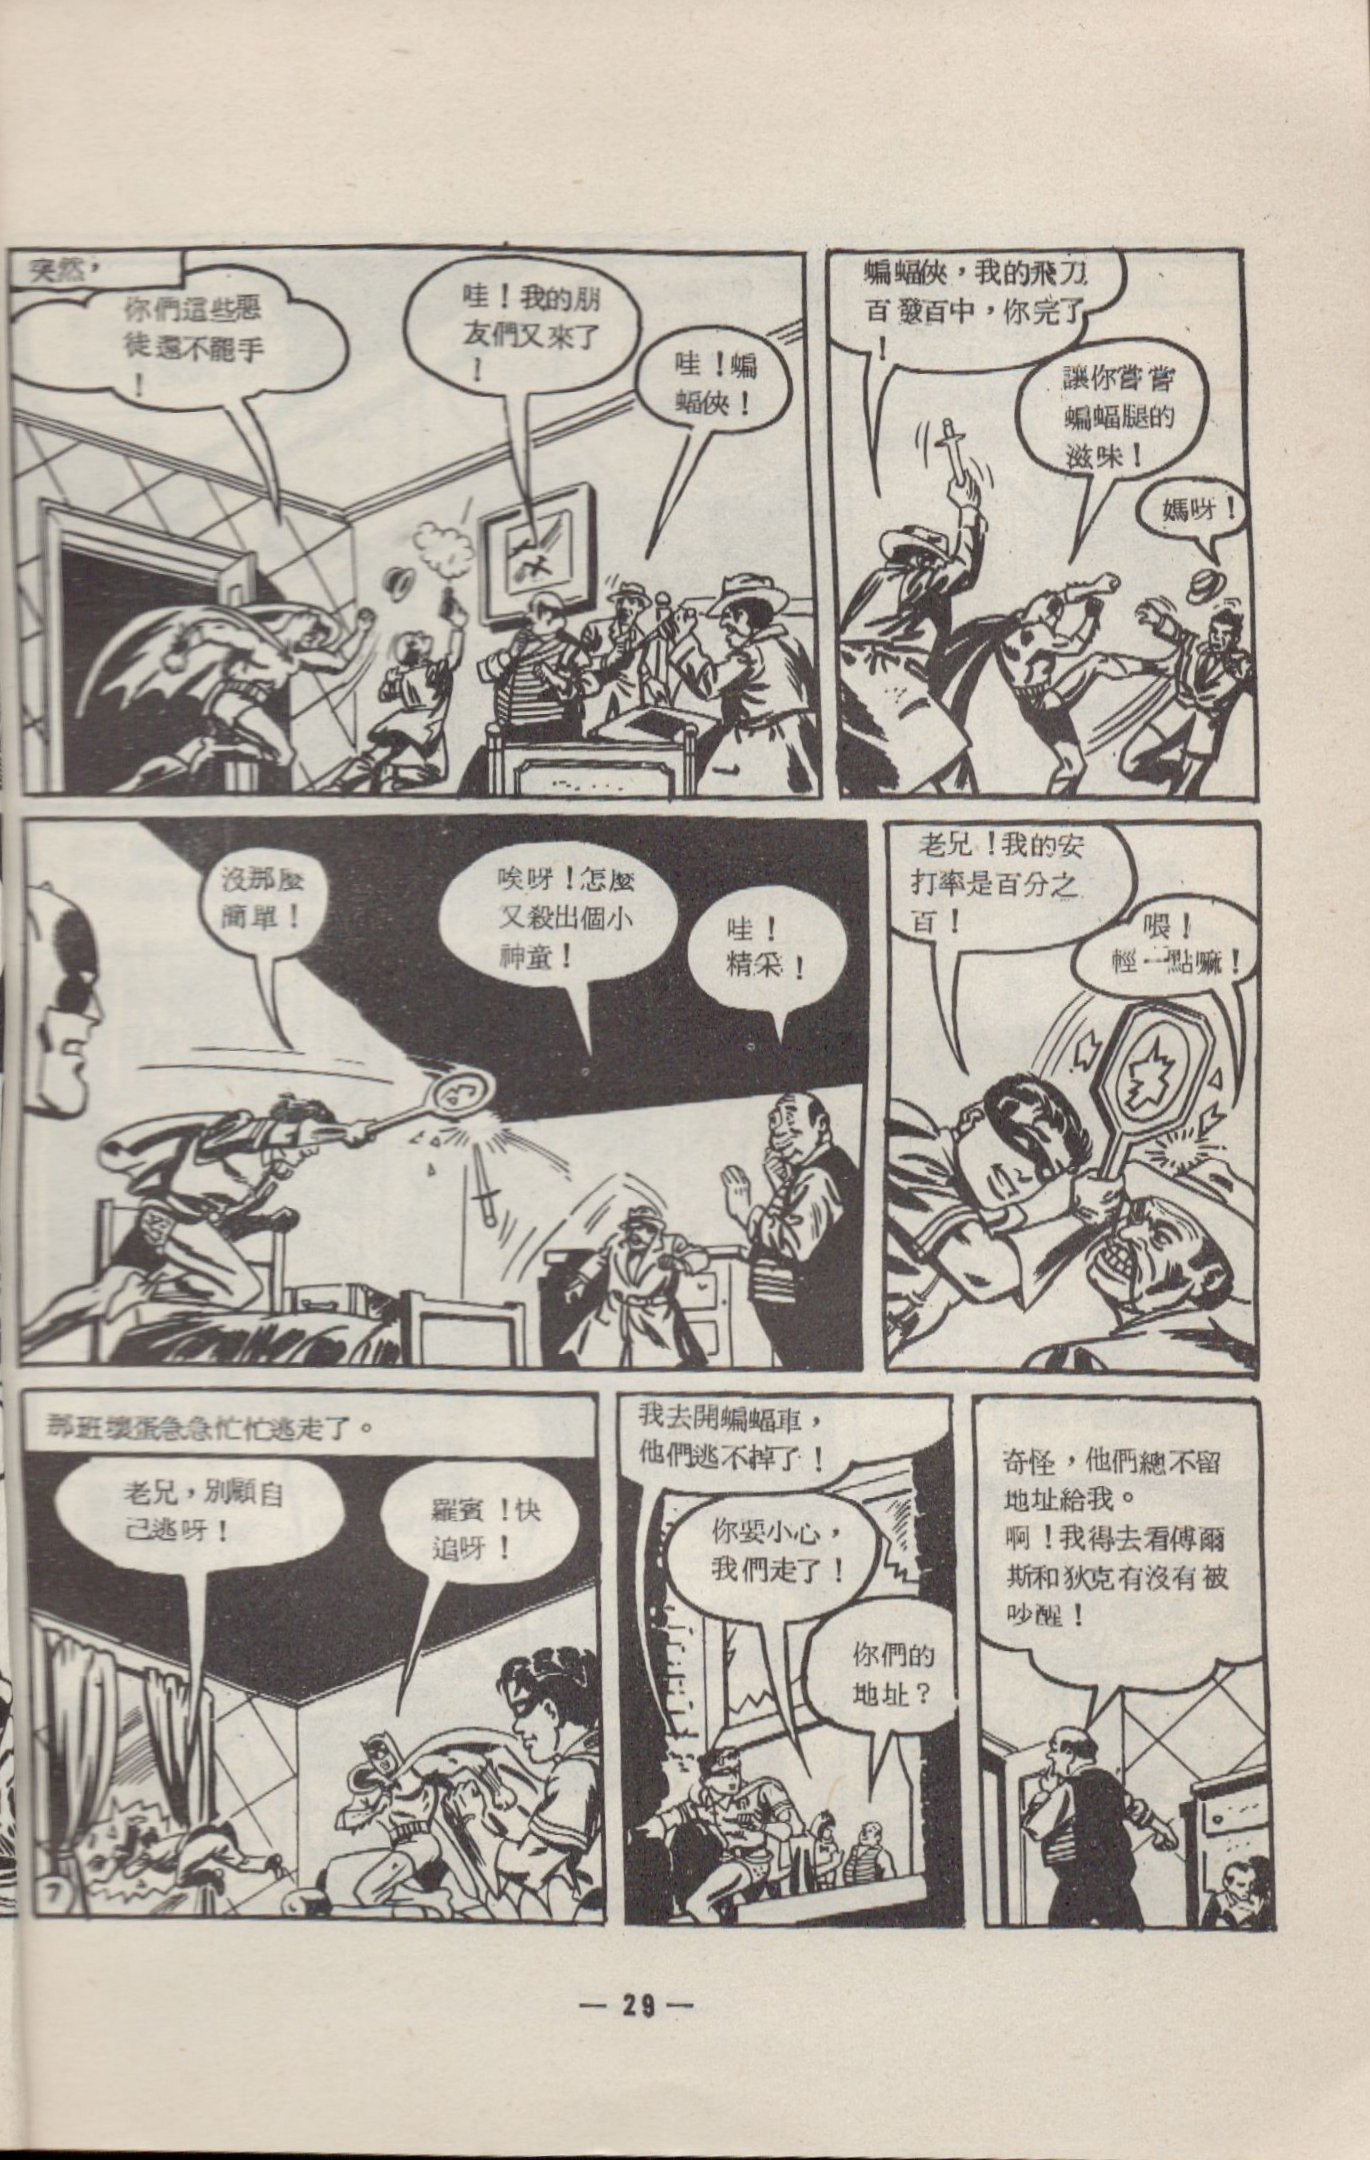 突然，
你們這些惡
徒還不罷手
！
哇！我的朋
友們又來了
！
哇！蝙
蝠俠！
蝙蝠俠，我的飛刀
百發百中，你完了
！
讓你嘗嘗
蝙蝠腿的
滋味！
媽呀！
沒那麼
簡單！
唉呀！怎麼
又殺出個小
神童！
哇！
精采！
老兄！我的安
打率是百分之
百！
喂！
輕一點嘛！
那班壞蛋急急忙忙逃走了。
老兄，別顧自
己逃呀！
羅賓！快
追呀！
7
我去開蝙蝠車，
他們逃不掉了！
你要小心，
我們走了！
你們的
地址？
奇怪，他們總不留
地址給我。
啊！我得去看傅爾
斯和狄克有沒有被
吵醒！
— 29 —